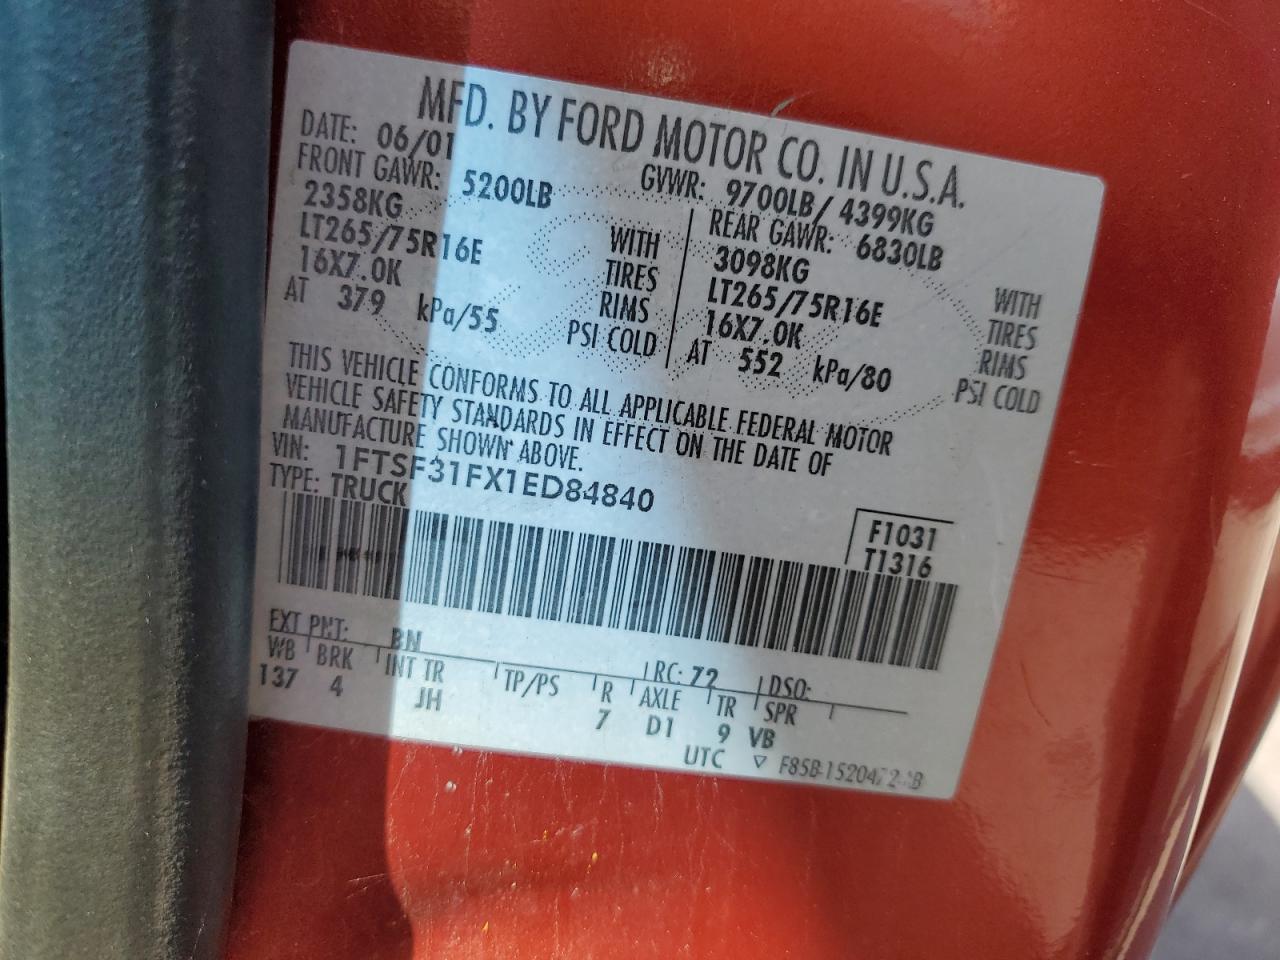 MFD. BY FORD MOTOR CO. IN U.S.A.
DATE: 06/01 GVWR: 9700LB/ 4399KG
FRONT GAWR: 5200LB REAR GAWR: 6830LB
2358KG WITH 3098KG WITH
LT265/75R16E TIRES LT265/75R16E TIRES
16X7.0K RIMS 16X7.0K RIMS
AT 379 kPa/55 PSI COLD AT 552 kPa/80 PSI COLD
THIS VEHICLE CONFORMS TO ALL APPLICABLE FEDERAL MOTOR
VEHICLE SAFETY STANDARDS IN EFFECT ON THE DATE OF
MANUFACTURE SHOWN ABOVE.
VIN: 1FTSF31FX1ED84840
TYPE: TRUCK
F1031
T1316
EXT PNT: BN RC: 72 DSO:
WB BRK INT TR TP/PS R AXLE TR SPR
137 4 JH 7 D1 9 VB
UTC ▽